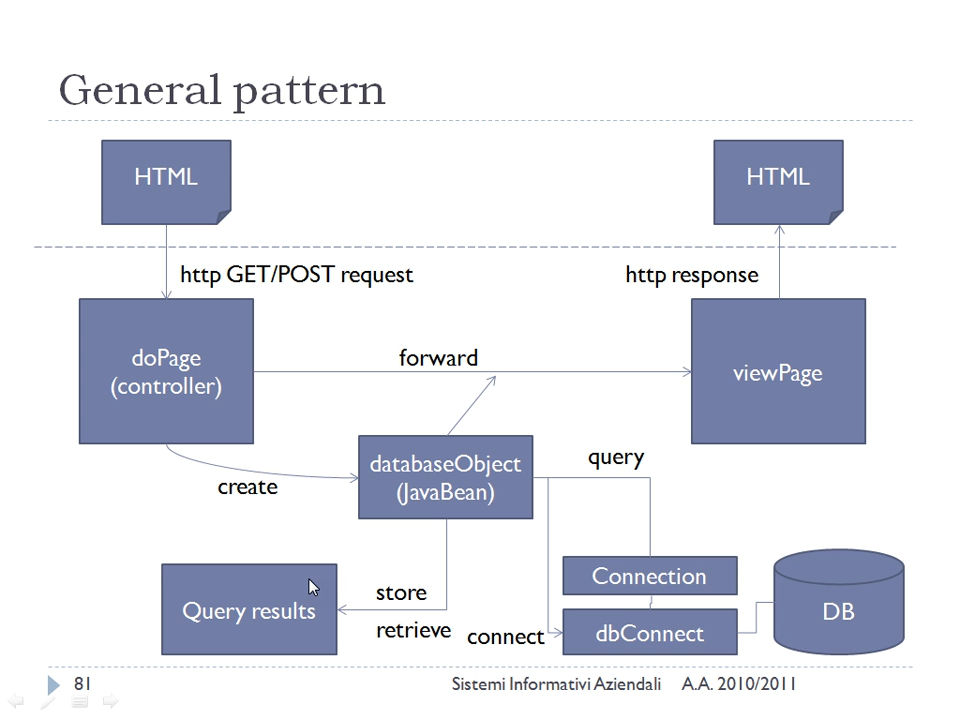 General pattern
HTML
HTML
http GET/POST request
http response
doPage
(controller)
forward
viewPage
databaseObject
(JavaBean)
query
create
Connection
store
Query results
DB
retrieve
connect
dbConnect
81
Sistemi Informativi Aziendali
A.A. 2010/2011